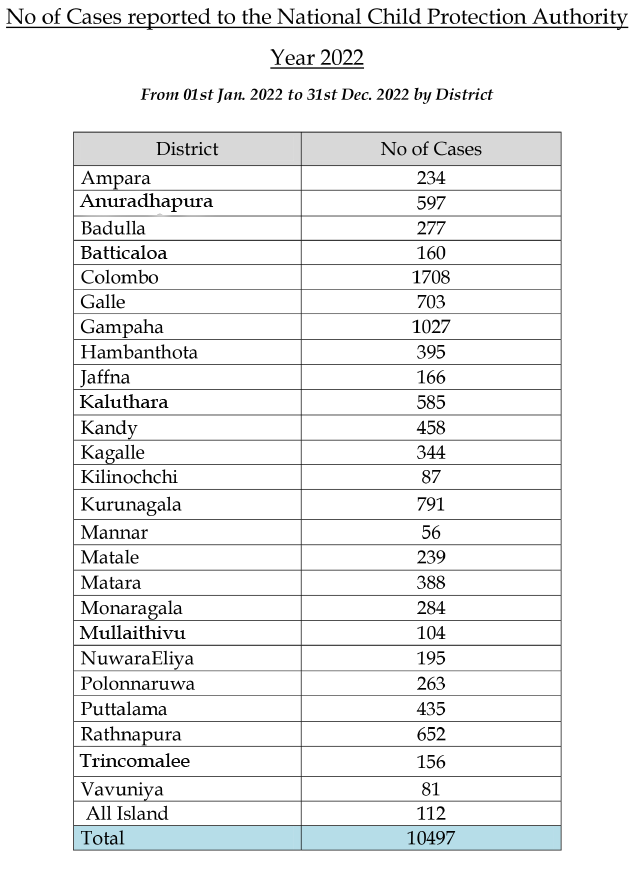 No of Cases reported to the National Child Protection Authority
Year 2022
From 01st Jan. 2022 to 31st Dec. 2022 by District
District No of Cases
Ampara 234
Anuradhapura 597
Badulla 277
Batticaloa 160
Colombo 1708
Galle 703
Gampaha 1027
Hambanthota 395
Jaffna 166
Kaluthara 585
Kandy 458
Kagalle 344
Kilinochchi 87
Kurunagala 791
Mannar 56
Matale 239
Matara 388
Monaragala 284
Mullaithivu 104
NuwaraEliya 195
Polonnaruwa 263
Puttalama 435
Rathnapura 652
Trincomalee 156
Vavuniya 81
All Island 112
Total 10497